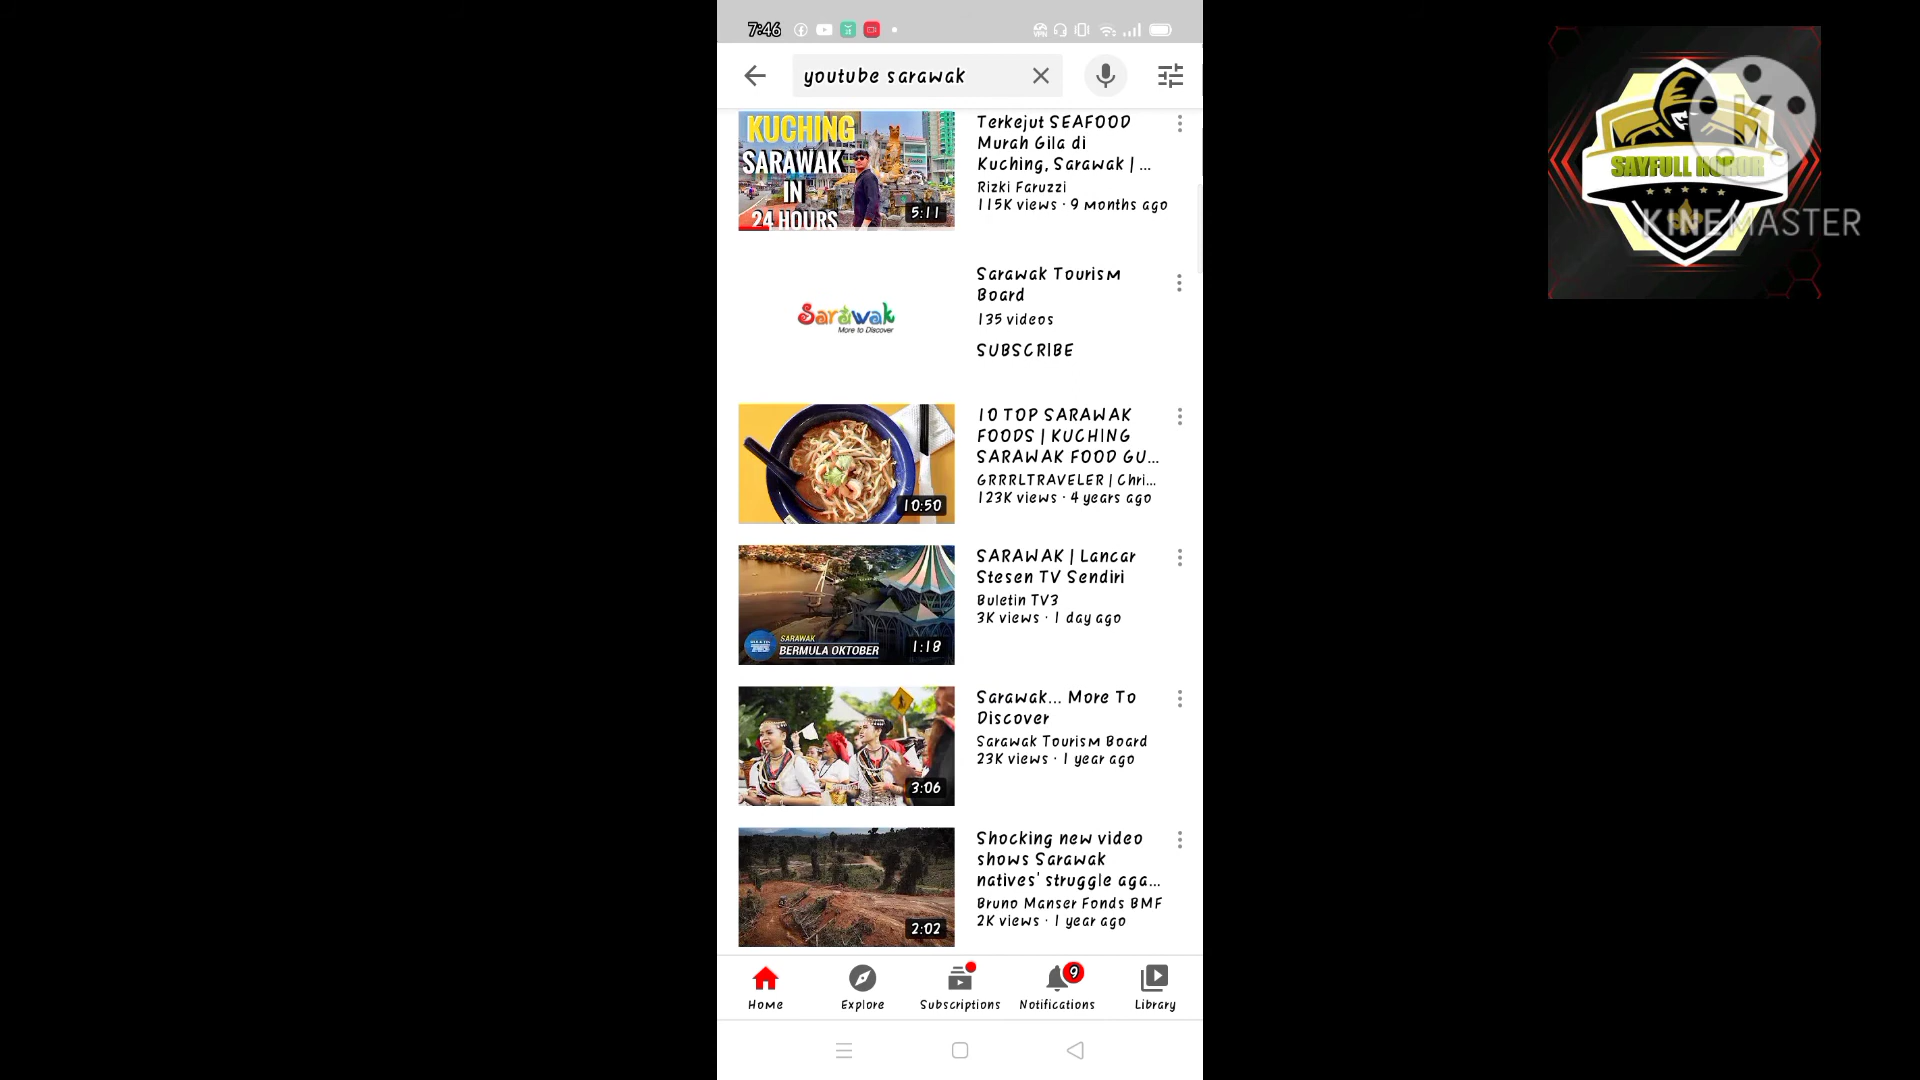 7:46
youtube sarawak
KUCHING
SARAWAK
IN
24 HOURS
5:11
Terkejut SEAFOOD
Murah Gila di
Kuching, Sarawak | ...
Rizki Faruzzi
115K views · 9 months ago
Sarawak
More to Discover
Sarawak Tourism
Board
135 videos
SUBSCRIBE
10:50
10 TOP SARAWAK
FOODS | KUCHING
SARAWAK FOOD GU...
GRRRLTRAVELER | Chri...
123K views · 4 years ago
SARAWAK
BERMULA OKTOBER
1:18
SARAWAK | Lancar
Stesen TV Sendiri
Buletin TV3
3K views · 1 day ago
3:06
Sarawak... More To
Discover
Sarawak Tourism Board
23K views · 1 year ago
2:02
Shocking new video
shows Sarawak
natives' struggle aga...
Bruno Manser Fonds BMF
2K views · 1 year ago
9
Home
Explore
Subscriptions
Notifications
Library
SAYFULL HOROR
KINEMASTER